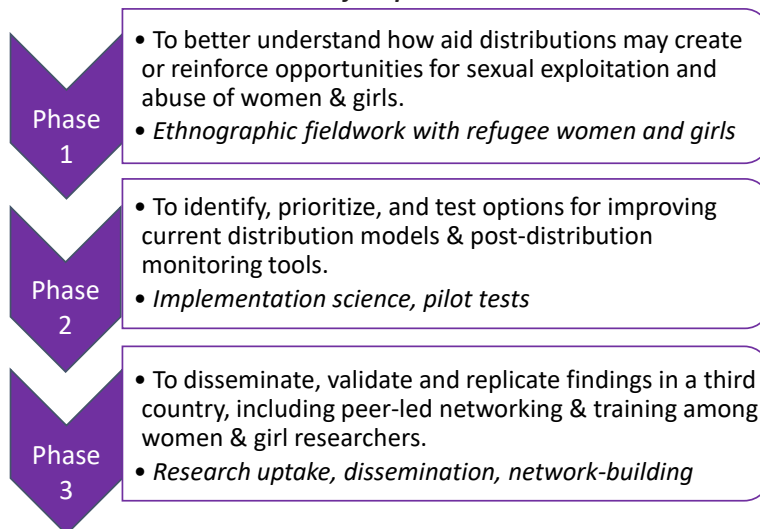 Phase
1
• To better understand how aid distributions may create
or reinforce opportunities for sexual exploitation and
abuse of women & girls.
• Ethnographic fieldwork with refugee women and girls
Phase
2
• To identify, prioritize, and test options for improving
current distribution models & post-distribution
monitoring tools.
• Implementation science, pilot tests
Phase
3
• To disseminate, validate and replicate findings in a third
country, including peer-led networking & training among
women & girl researchers.
• Research uptake, dissemination, network-building